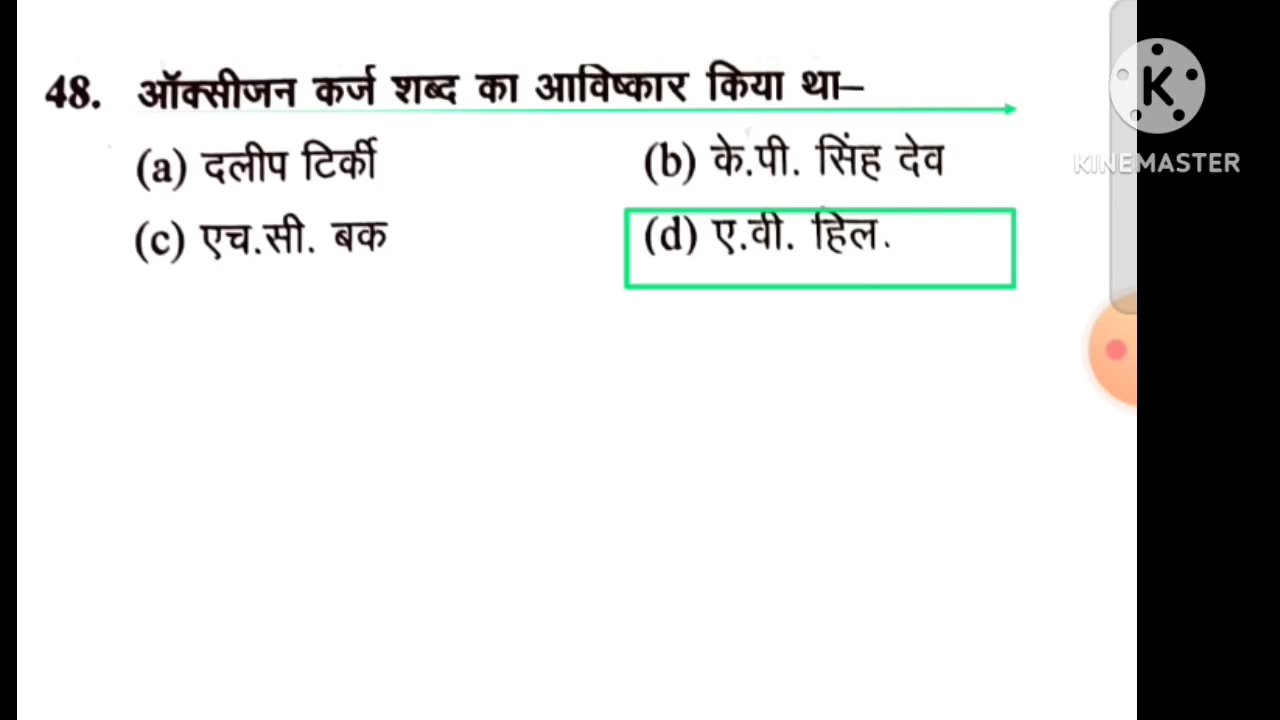 48. ऑक्सीजन कर्ज शब्द का आविष्कार किया था–
(a) दलीप टिर्की (b) के.पी. सिंह देव
(c) एच.सी. बक (d) ए.वी. हिल.
K
KINEMASTER